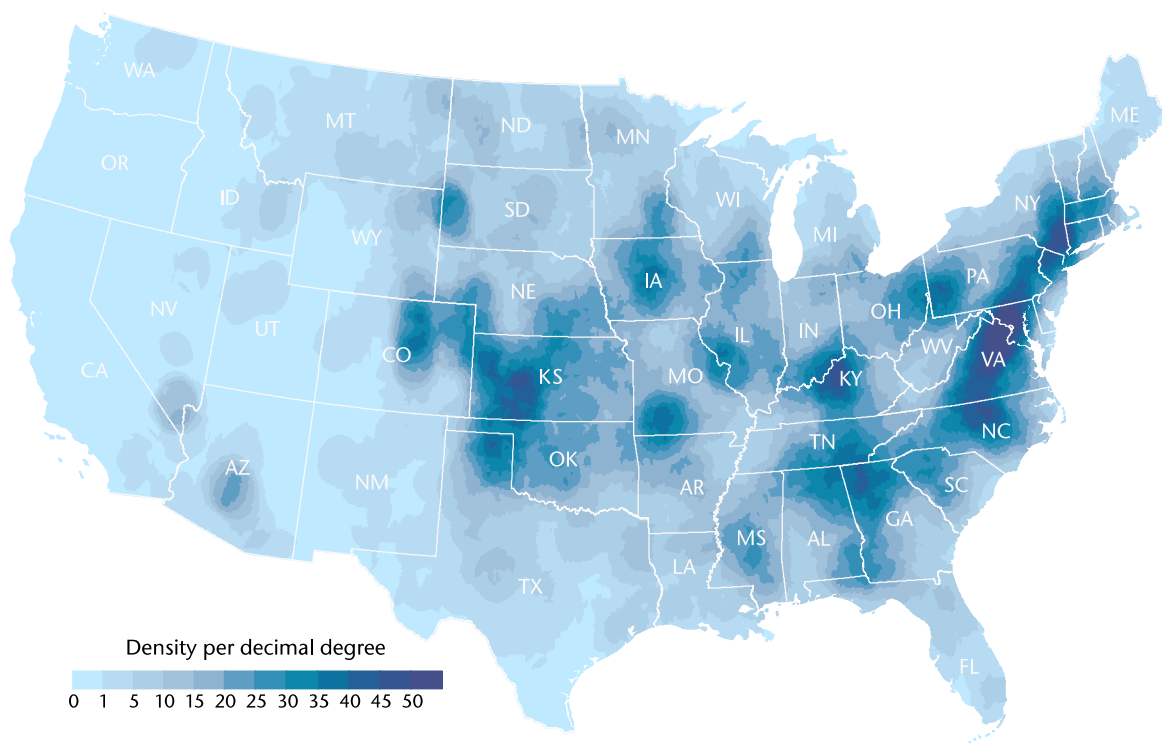 WA
MT
ND
MN
ME
OR
ID
SD
WI
NY
WY
MI
NE
IA
PA
NV
UT
OH
IL
IN
WV
CO
VA
CA
KS
MO
KY
NC
TN
AZ
OK
NM
AR
SC
GA
MS
AL
LA
TX
FL
Density per decimal degree
0 1 5 10 15 20 25 30 35 40 45 50